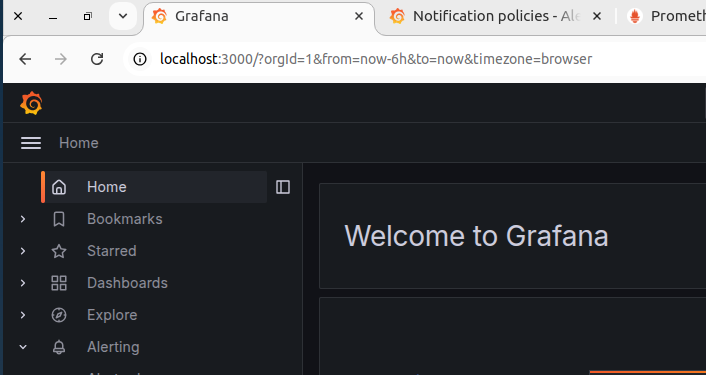 Grafana
Notification policies - Ale
Prometh
localhost:3000/?orgId=1&from=now-6h&to=now&timezone=browser
Home
Home
Bookmarks
Starred
Dashboards
Explore
Alerting
Welcome to Grafana